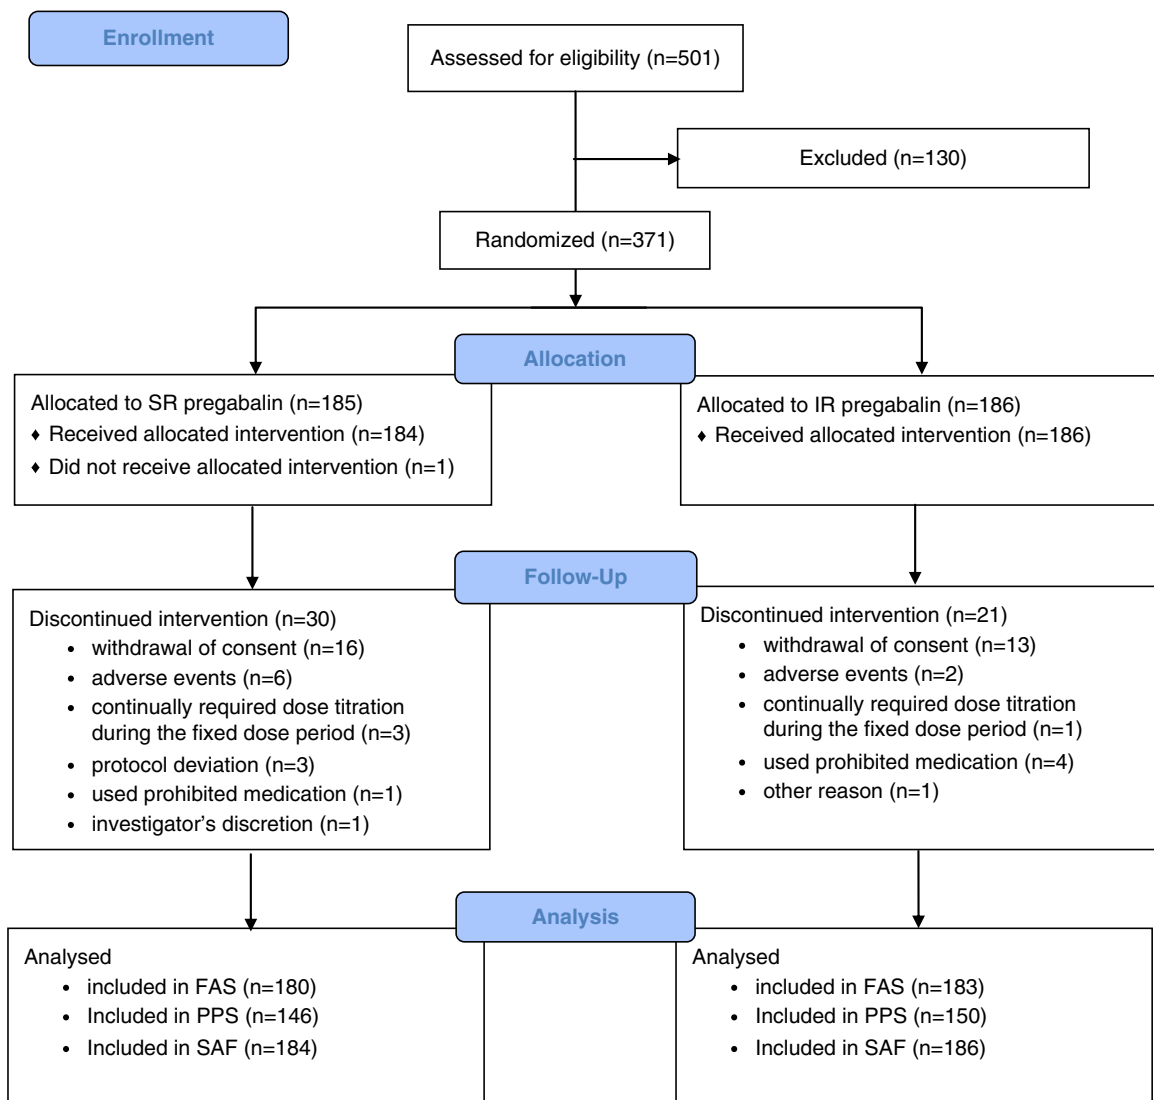 Enrollment
Assessed for eligibility (n=501)
Excluded (n=130)
Randomized (n=371)
Allocation
Allocated to SR pregabalin (n=185)
♦ Received allocated intervention (n=184)
♦ Did not receive allocated intervention (n=1)
Allocated to IR pregabalin (n=186)
♦ Received allocated intervention (n=186)
Follow-Up
Discontinued intervention (n=30)
• withdrawal of consent (n=16)
• adverse events (n=6)
• continually required dose titration
during the fixed dose period (n=3)
• protocol deviation (n=3)
• used prohibited medication (n=1)
• investigator’s discretion (n=1)
Discontinued intervention (n=21)
• withdrawal of consent (n=13)
• adverse events (n=2)
• continually required dose titration
during the fixed dose period (n=1)
• used prohibited medication (n=4)
• other reason (n=1)
Analysis
Analysed
• included in FAS (n=180)
• Included in PPS (n=146)
• Included in SAF (n=184)
Analysed
• included in FAS (n=183)
• Included in PPS (n=150)
• Included in SAF (n=186)